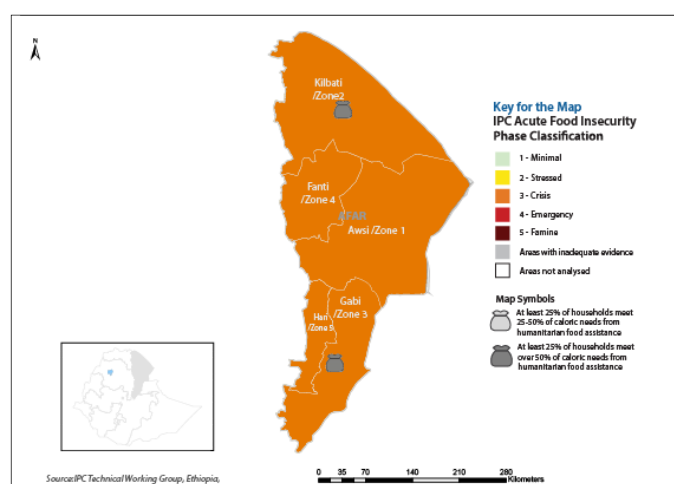 N
Kilbati
/Zone2
Fanti
/Zone 4
AFAR
Awsi /Zone 1
Gabi
/Zone 3
Hari
/Zone 5
Key for the Map
IPC Acute Food Insecurity
Phase Classification
1 - Minimal
2 - Stressed
3 - Crisis
4 - Emergency
5 - Famine
Areas with inadequate evidence
Areas not analysed
Map Symbols
At least 25% of households meet
25-50% of caloric needs from
humanitarian food assistance
At least 25% of households meet
over 50% of caloric needs from
humanitarian food assistance
Source:IPC Technical Working Group, Ethiopia,
0 35 70 140 210 280
Kilometers